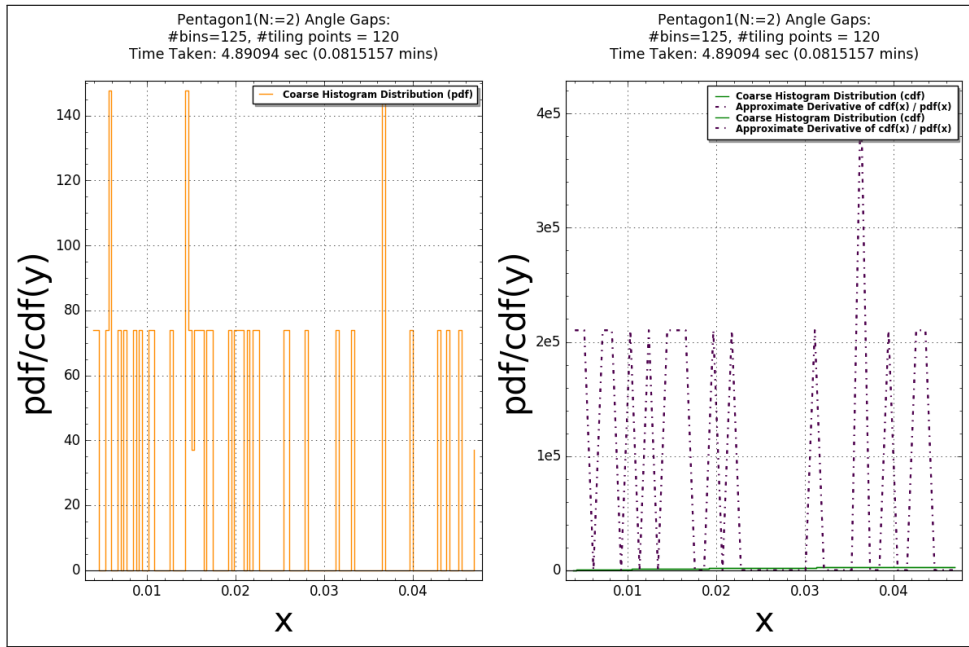 Pentagon1(N:=2) Angle Gaps:
#bins=125, #tiling points = 120
Time Taken: 4.89094 sec (0.0815157 mins)
Coarse Histogram Distribution (pdf)
140
120
100
80
60
40
20
0
pdf/cdf(y)
0.01
0.02
0.03
0.04
x
Pentagon1(N:=2) Angle Gaps:
#bins=125, #tiling points = 120
Time Taken: 4.89094 sec (0.0815157 mins)
Coarse Histogram Distribution (cdf)
Approximate Derivative of cdf(x) / pdf(x)
Coarse Histogram Distribution (cdf)
Approximate Derivative of cdf(x) / pdf(x)
4e5
3e5
2e5
1e5
0
pdf/cdf(y)
0.01
0.02
0.03
0.04
x